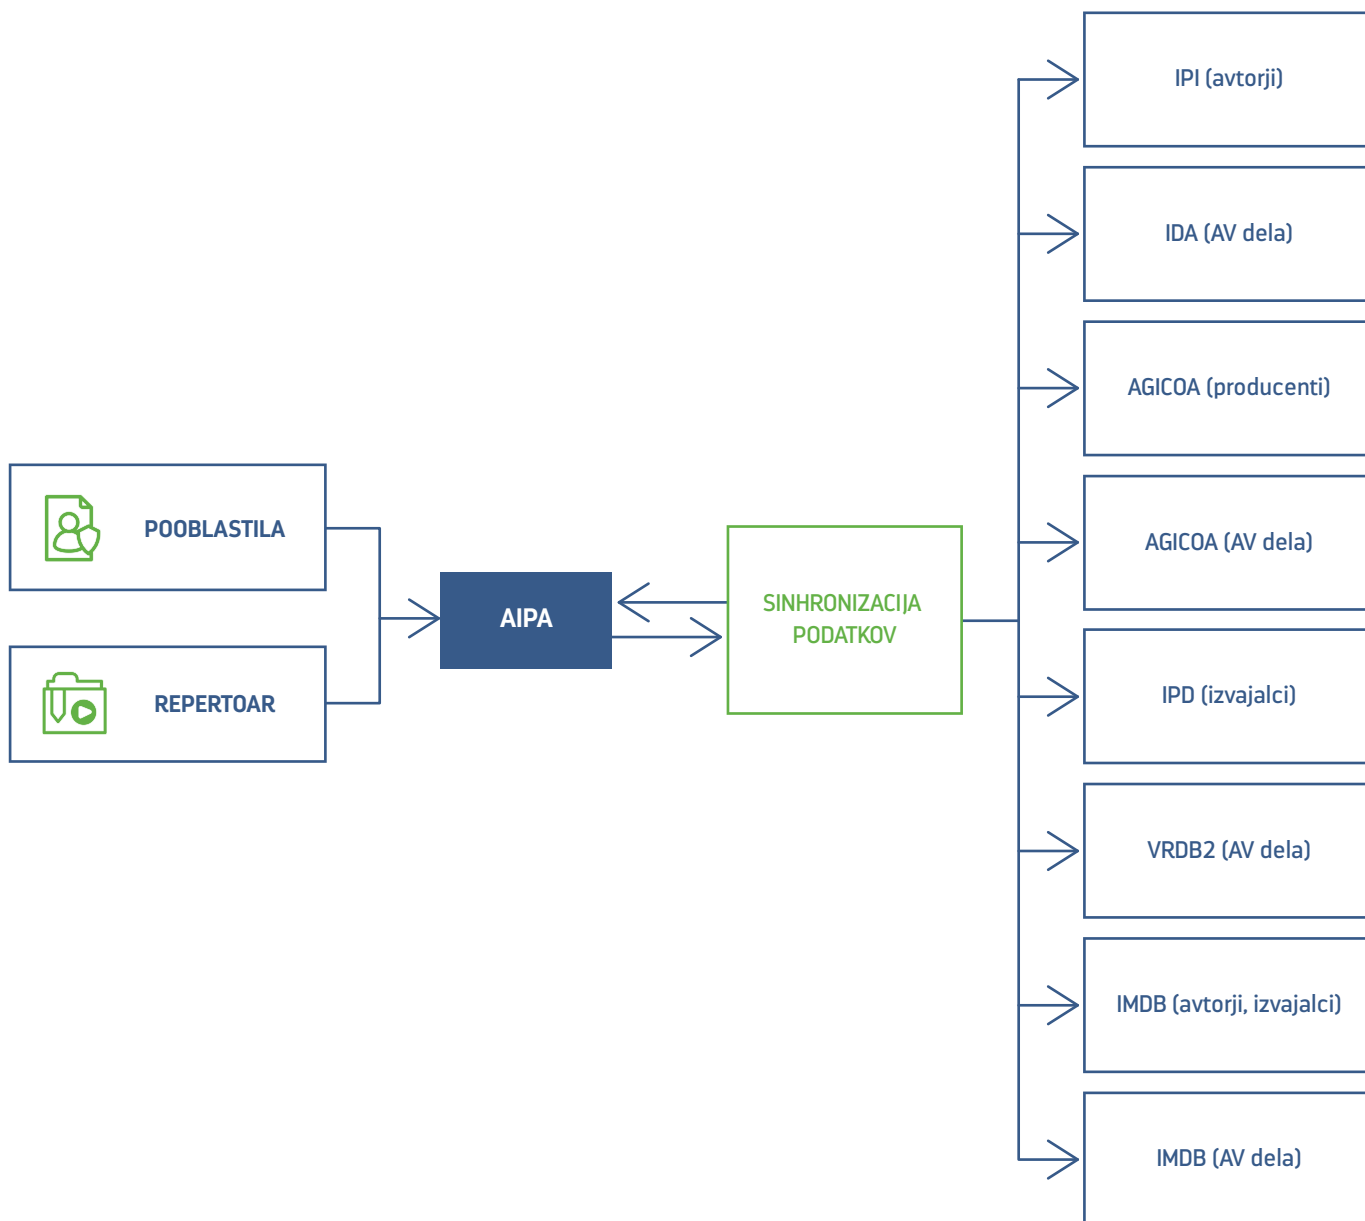 POOBLASTILA
REPERTOAR
AIPA
SINHRONIZACIJA
PODATKOV
IPI (avtorji)
IDA (AV dela)
AGICOA (producenti)
AGICOA (AV dela)
IPD (izvajalci)
VRDB2 (AV dela)
IMDB (avtorji, izvajalci)
IMDB (AV dela)